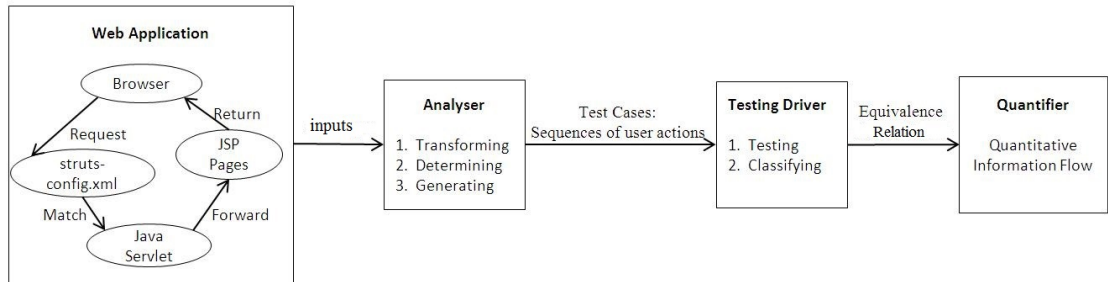 Web Application
Browser
Request
Return
struts-
config.xml
JSP
Pages
Match
Forward
Java
Servlet
inputs
Analyser
1. Transforming
2. Determining
3. Generating
Test Cases:
Sequences of user actions
Testing Driver
1. Testing
2. Classifying
Equivalence
Relation
Quantifier
Quantitative
Information Flow